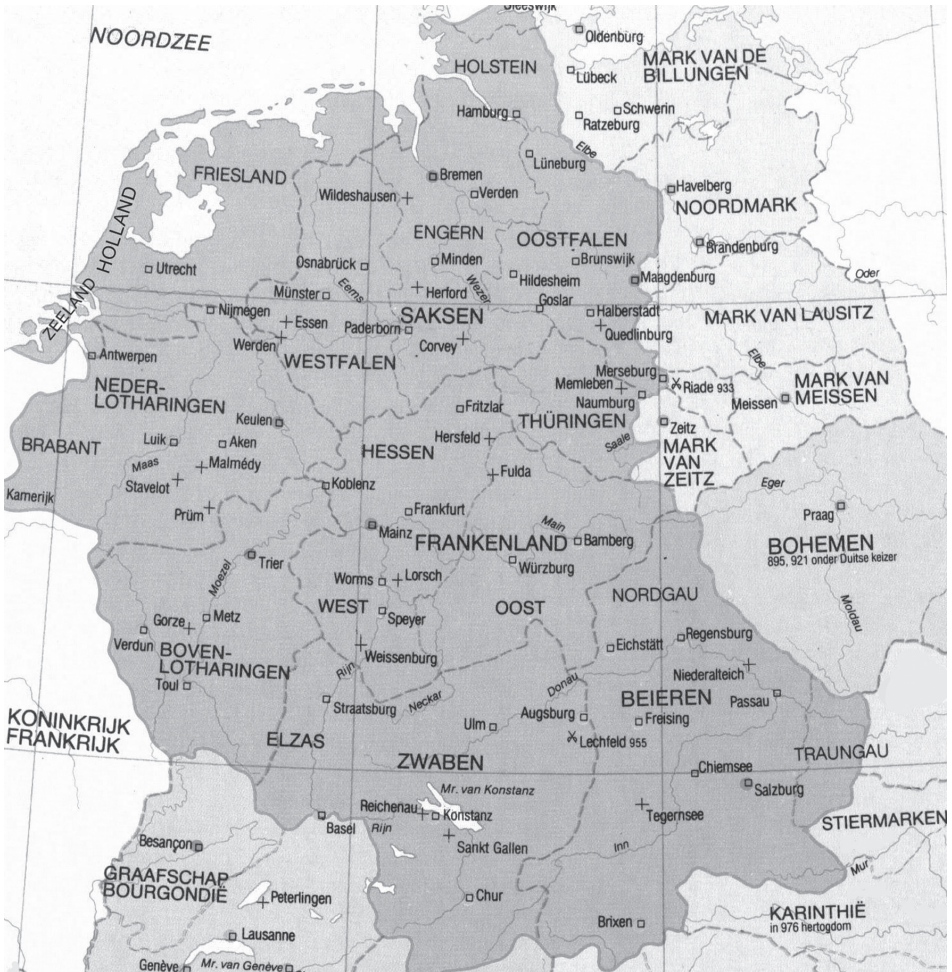 Sleeswijk
NOORDZEE
Oldenburg
HOLSTEIN
MARK VAN DE
BILLUNGEN
Lübeck
Hamburg
Schwerin
Ratzeburg
Elbe
Lüneburg
FRIESLAND
Bremen
Verden
Wildeshausen
Havelberg
NOORDMARK
HOLLAND
ENGERN
OOSTFALEN
Brandenburg
Utrecht
Osnabrück
Minden
Brunswijk
Hildesheim
Maagdenburg
Oder
ZEELAND
Münster
Eems
Herford
Wezer
Goslar
Nijmegen
Essen
SAKSEN
Halberstadt
MARK VAN LAUSITZ
Werden
Paderborn
Corvey
Quedlinburg
Antwerpen
WESTFALEN
Elbe
Merseburg
Riade 933
Memleben
Naumburg
Meissen
MARK VAN
MEISSEN
NEDER-
LOTHARINGEN
Fritzlar
THÜRINGEN
Keulen
Zeitz
BRABANT
Luik
Aken
HESSEN
Hersfeld
Saale
MARK
VAN
ZEITZ
Maas
Malmédy
Stavelot
Fulda
Koblenz
Eger
Kamerijk
Prüm
Frankfurt
Praag
Mainz
Main
FRANKENLAND
Bamberg
BOHEMEN
895, 921 onder Duitse keizer
Trier
Würzburg
Moezel
Worms
Lorsch
NORDGAU
Moldau
WEST
OOST
Speyer
Metz
Gorze
Verdun
Regensburg
Eichstätt
BOVEN-
LOTHARINGEN
Weissenburg
Niederalteich
Toul
Rijn
Neckar
Donau
BEIEREN
Passau
Straatsburg
Augsburg
Freising
KONINKRIJK
FRANKRIJK
Ulm
ELZAS
Lechfeld 955
TRAUNGAU
ZWABEN
Chiemsee
Mr. van Konstanz
Salzburg
Reichenau
Konstanz
Tegernsee
Basel
Rijn
STIERMARKEN
Besançon
Sankt Gallen
Inn
GRAAFSCHAP
BOURGONDIË
Mur
Peterlingen
Chur
KARINTHIË
in 976 hertogdom
Brixen
Lausanne
Genève
Mr. van Genève